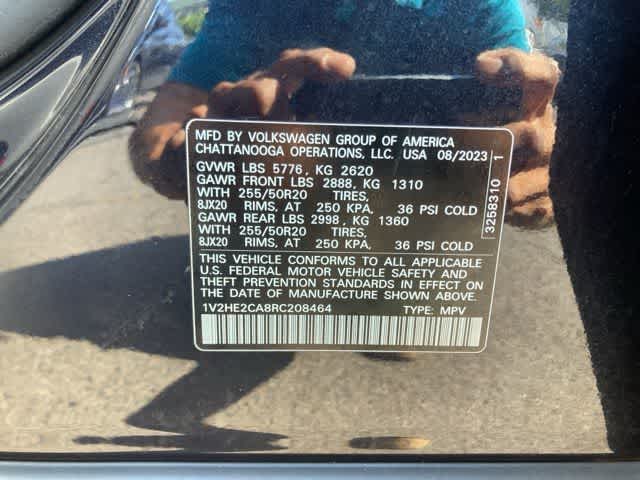 MFD BY VOLKSWAGEN GROUP OF AMERICA
CHATTANOOGA OPERATIONS, LLC. USA 08/2023
GVWR LBS 5776, KG 2620
GAWR FRONT LBS 2888, KG 1310
WITH 255/50R20 TIRES,
8JX20 RIMS, AT 250 KPA, 36 PSI COLD
GAWR REAR LBS 2998, KG 1360
WITH 255/50R20 TIRES,
8JX20 RIMS, AT 250 KPA, 36 PSI COLD
THIS VEHICLE CONFORMS TO ALL APPLICABLE
U.S. FEDERAL MOTOR VEHICLE SAFETY AND
THEFT PREVENTION STANDARDS IN EFFECT ON
THE DATE OF MANUFACTURE SHOWN ABOVE.
1V2HE2CA8RC208464 TYPE: MPV
3258310 1